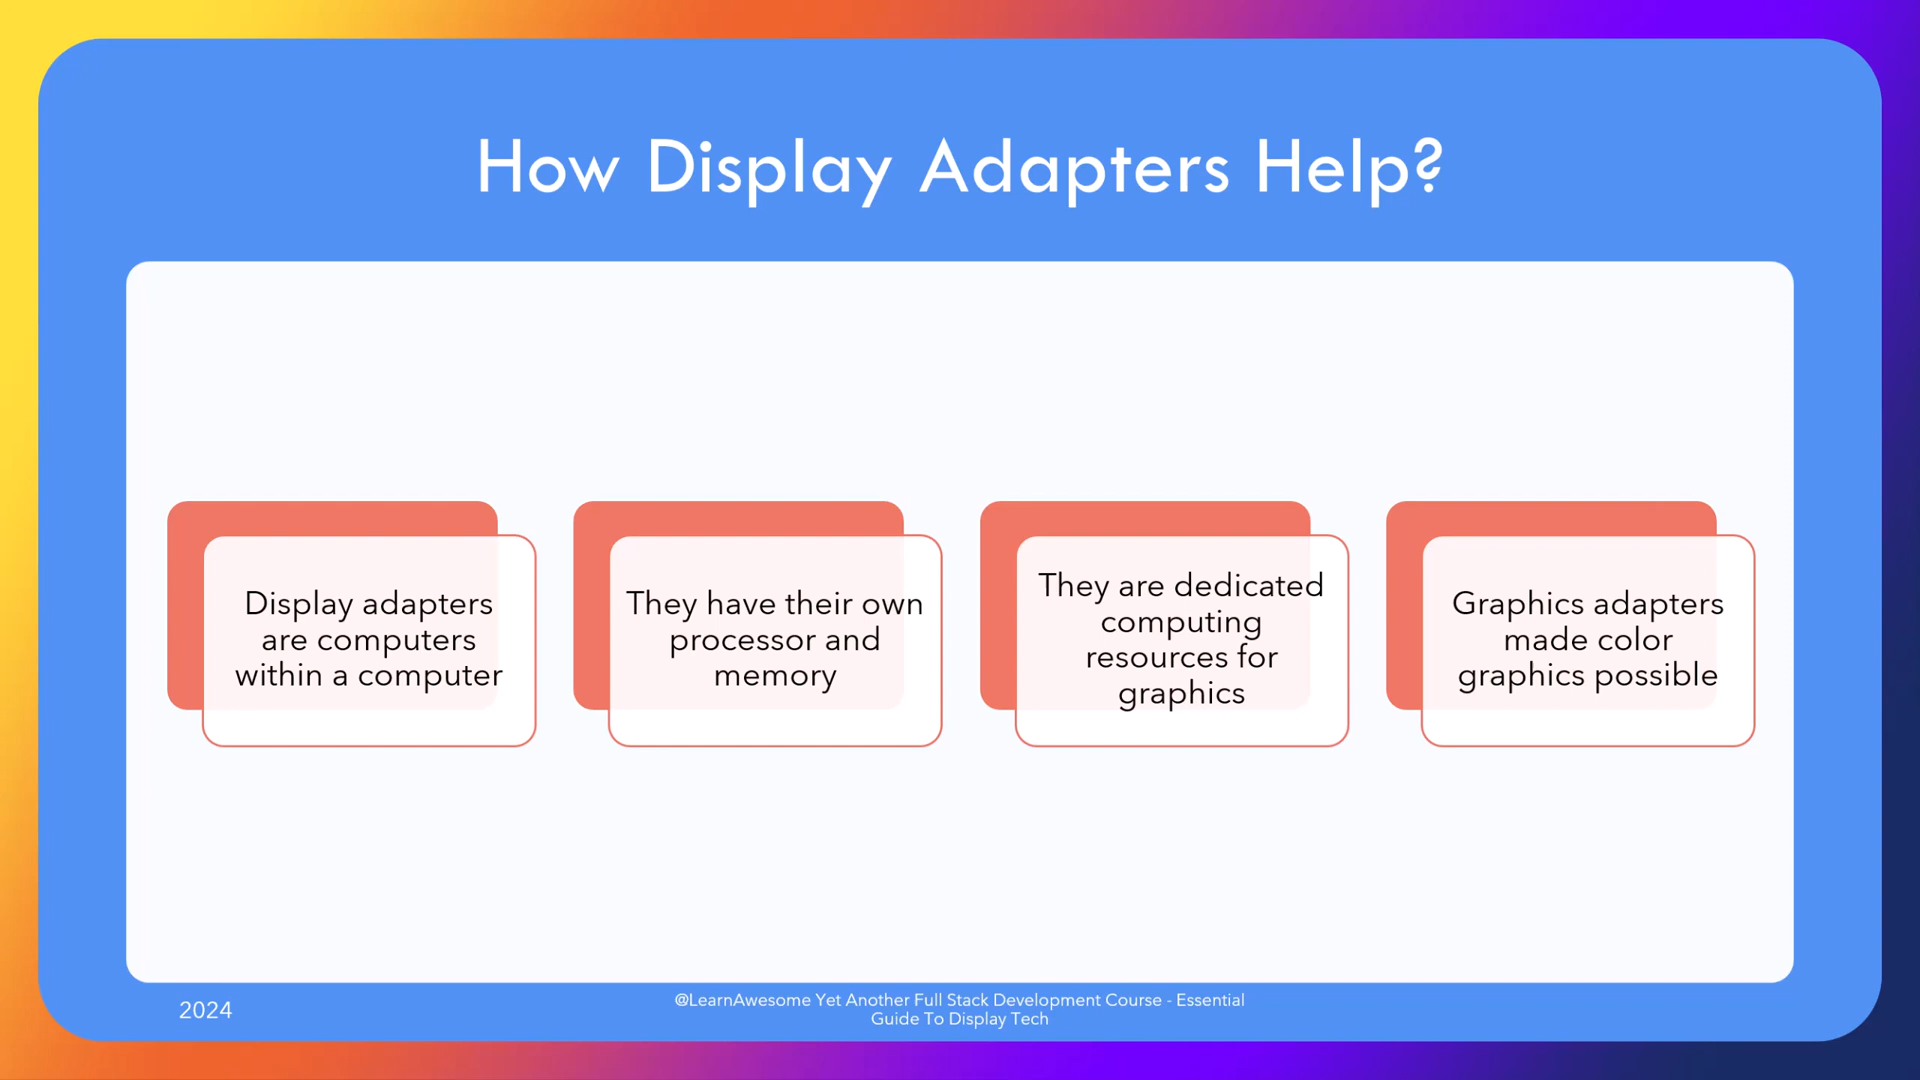 How Display Adapters Help?
Display adapters
are computers
within a computer
They have their own
processor and
memory
They are dedicated
computing
resources for
graphics
Graphics adapters
made color
graphics possible
2024
@LearnAwesome Yet Another Full Stack Development Course - Essential
Guide To Display Tech